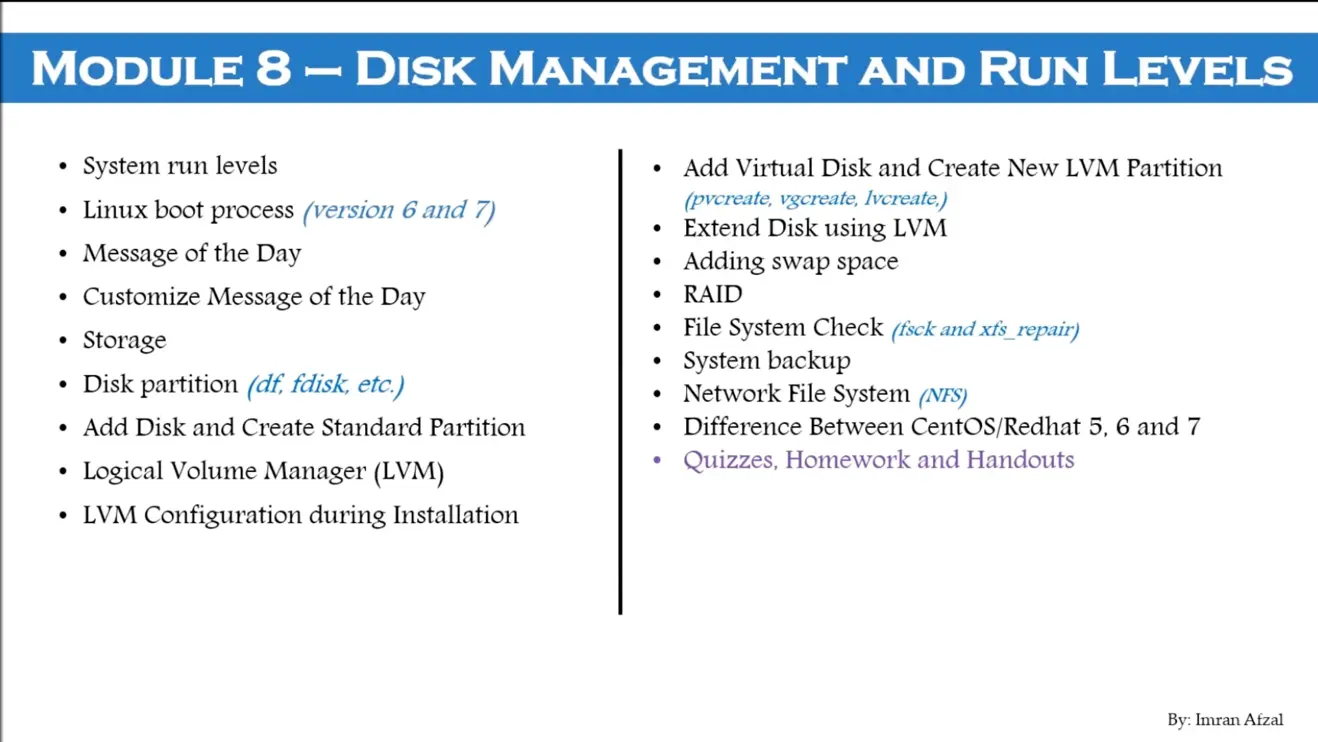 MODULE 8 – DISK MANAGEMENT AND RUN LEVELS
• System run levels
• Linux boot process (version 6 and 7)
• Message of the Day
• Customize Message of the Day
• Storage
• Disk partition (df, fdisk, etc.)
• Add Disk and Create Standard Partition
• Logical Volume Manager (LVM)
• LVM Configuration during Installation
• Add Virtual Disk and Create New LVM Partition
(pvcreate, vgcreate, lvcreate,)
• Extend Disk using LVM
• Adding swap space
• RAID
• File System Check (fsck and xfs_repair)
• System backup
• Network File System (NFS)
• Difference Between CentOS/Redhat 5, 6 and 7
• Quizzes, Homework and Handouts
By: Imran Afzal